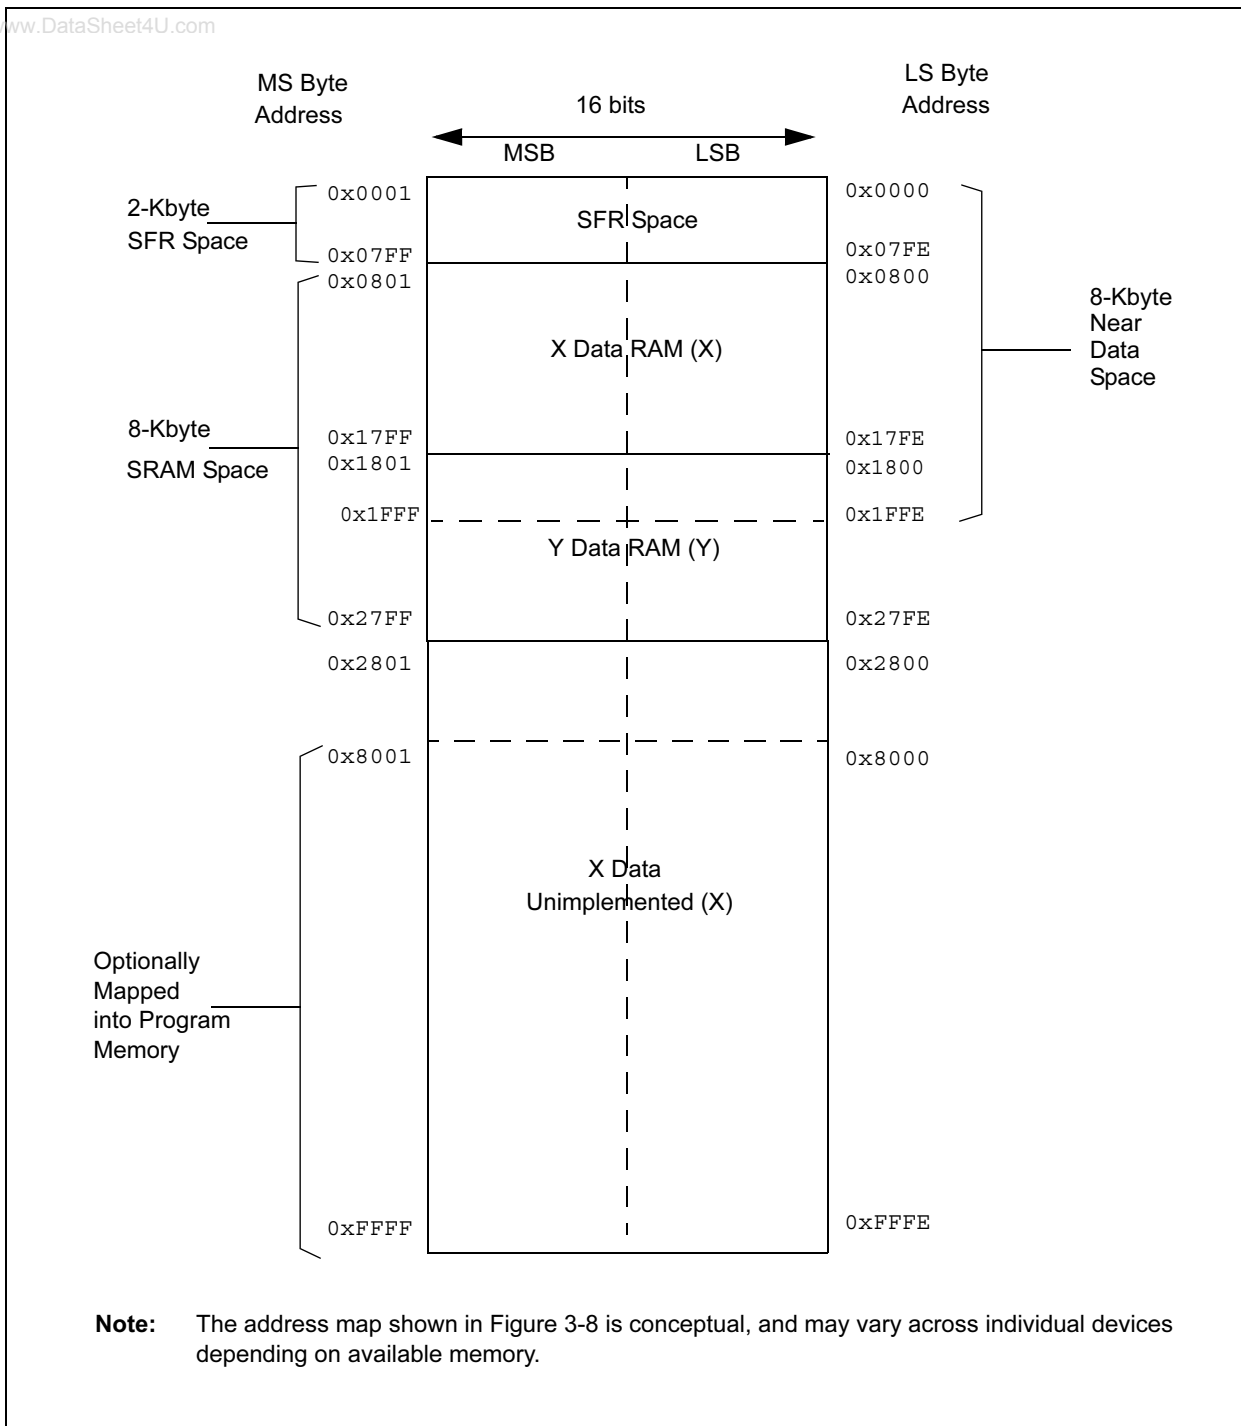 www.DataSheet4U.com
MS Byte
Address
LS Byte
Address
16 bits
MSB
LSB
2-Kbyte
SFR Space
0x0001
SFR Space
0x0000
0x07FF
0x07FE
0x0801
0x0800
8-Kbyte
Near
Data
Space
X Data RAM (X)
8-Kbyte
SRAM Space
0x17FF
0x17FE
0x1801
0x1800
0x1FFF
0x1FFE
Y Data RAM (Y)
0x27FF
0x27FE
0x2801
0x2800
0x8001
0x8000
X Data
Unimplemented (X)
Optionally
Mapped
into Program
Memory
0xFFFF
0xFFFE
Note: The address map shown in Figure 3-8 is conceptual, and may vary across individual devices
depending on available memory.